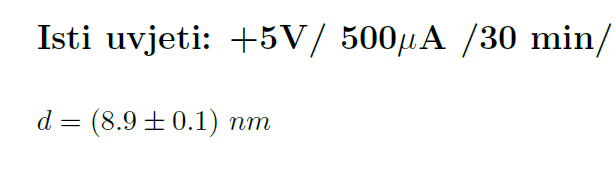 Isti uvjeti: +5V/ 500μA /30 min/
d = (8.9 ± 0.1) nm